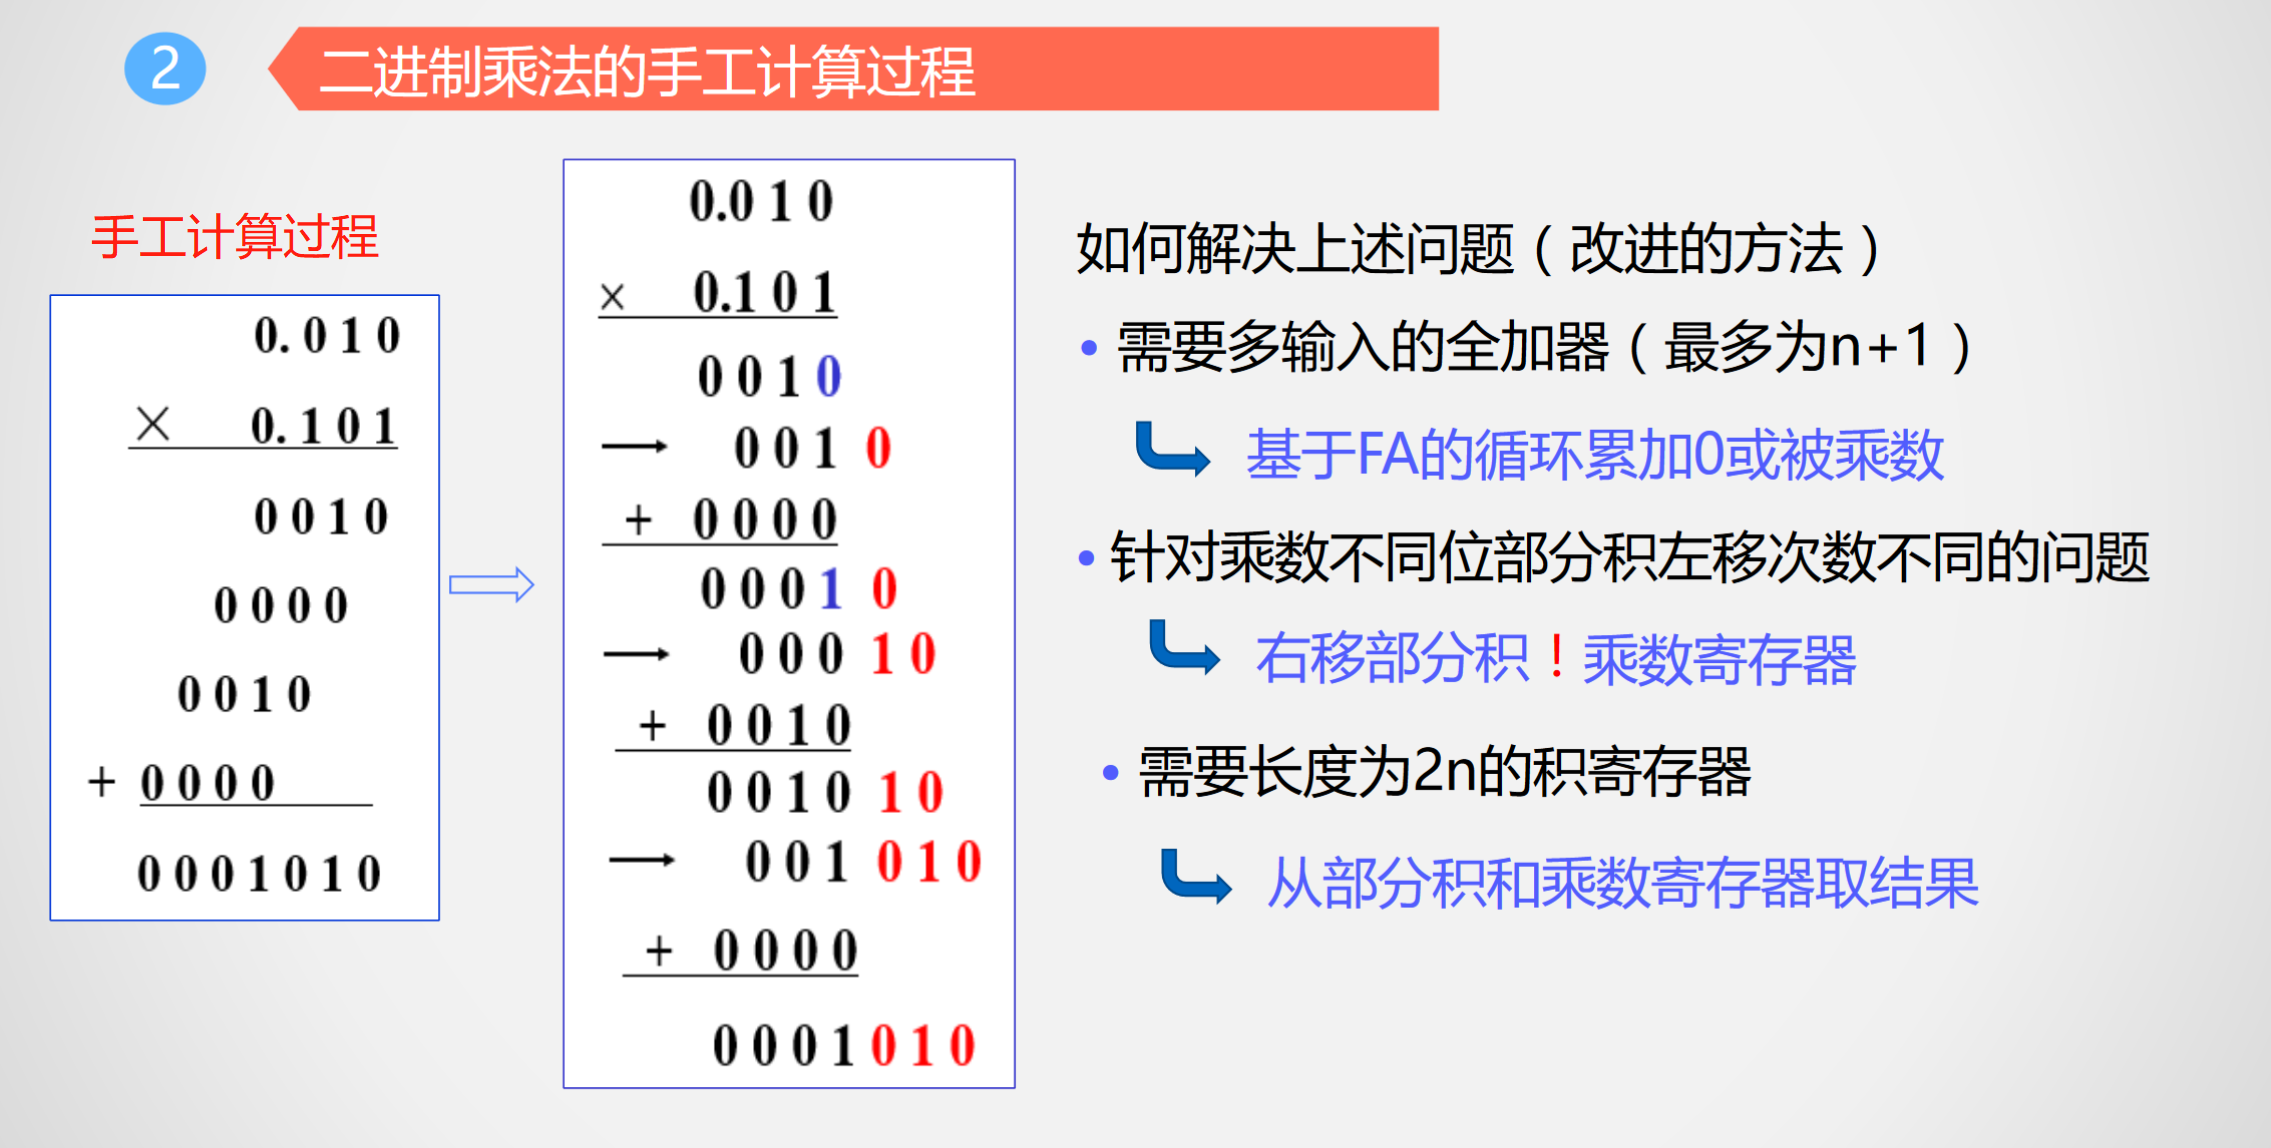 2
二进制乘法的手工计算过程
手工计算过程
0.010
× 0.101
0010
0000
0010
+ 0000
0001010
0.010
× 0.101
0010
→ 001 0
+ 0000
0001 0
→ 000 10
+ 0010
0010 10
→ 001 010
+ 0000
0001010
如何解决上述问题（改进的方法）
• 需要多输入的全加器（最多为n+1）
基于FA的循环累加0或被乘数
• 针对乘数不同位部分积左移次数不同的问题
右移部分积！乘数寄存器
• 需要长度为2n的积寄存器
从部分积和乘数寄存器取结果